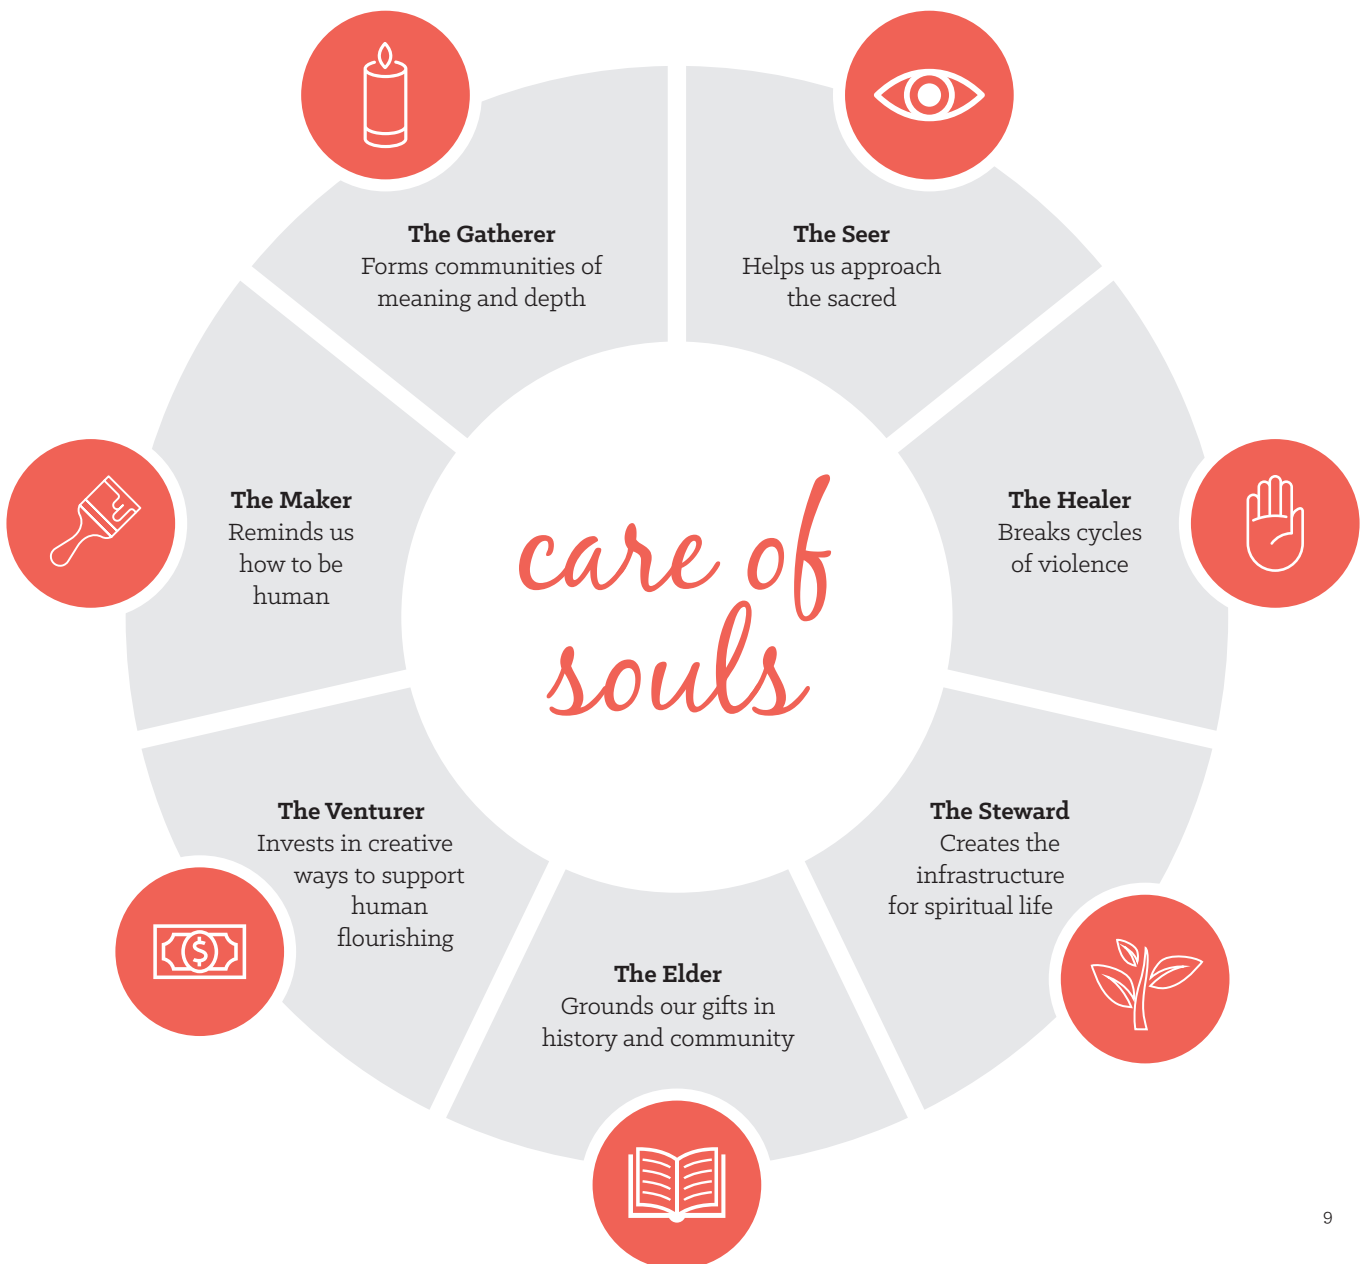 The Gatherer
Forms communities of
meaning and depth
The Seer
Helps us approach
the sacred
The Maker
Reminds us
how to be
human
care of
souls
The Healer
Breaks cycles
of violence
The Venturer
Invests in creative
ways to support
human
flourishing
$
The Steward
Creates the
infrastructure
for spiritual life
The Elder
Grounds our gifts in
history and community
9